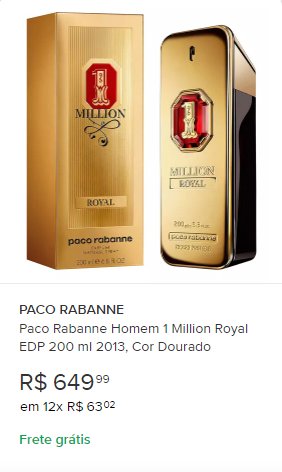 1
MILLION
ROYAL
paco rabanne
1
MILLION
ROYAL
paco rabanne
PACO RABANNE
Paco Rabanne Homem 1 Million Royal
EDP 200 ml 2013, Cor Dourado
R$ 649 99
em 12x R$ 63 02
Frete grátis